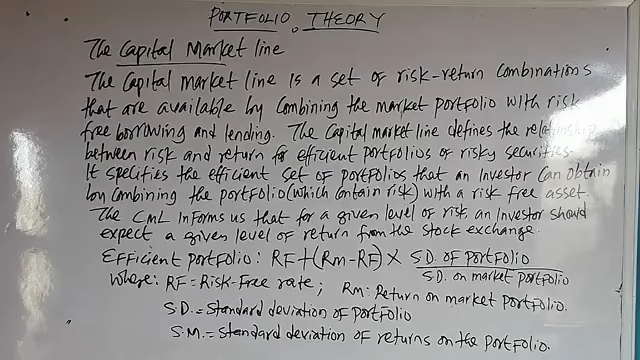 PORTFOLIO THEORY
The Capital Market line
The Capital market line is a set of risk-return combinations
that are available by combining the market portfolio with risk
free borrowing and lending. The Capital market line defines the relationship
between risk and return for efficient portfolios of risky securities.
It specifies the efficient set of portfolios that an investor can obtain
by combining the portfolio (which contain risk) with a risk free asset.
The CML informs us that for a given level of risk, an investor should
expect a given level of return from the stock exchange.
Efficient portfolio: RF + (Rm - RF) × S.D. of portfolio
S.D. on market portfolio
where: RF = Risk-Free rate; Rm: Return on market portfolio.
S.D. = Standard deviation of portfolio
S.M. = Standard deviation of returns on the portfolio.